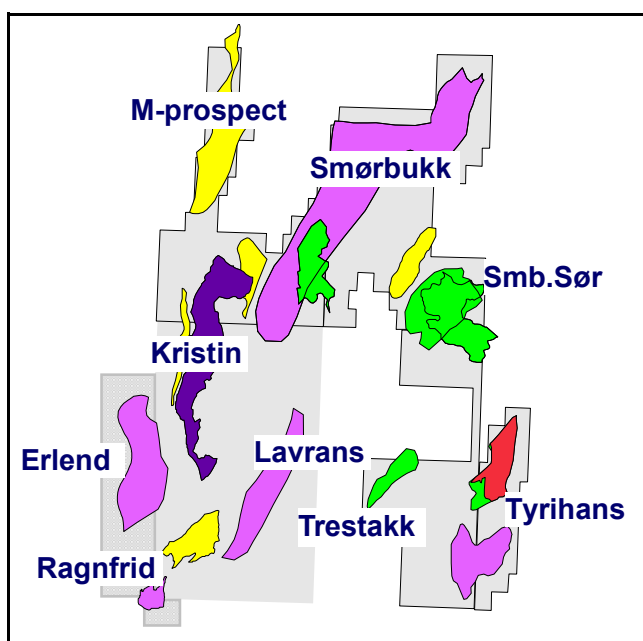 M-prospect
Smørbukk
Smb.Sør
Kristin
Erlend
Lavrans
Trestakk
Tyrihans
Ragnfrid